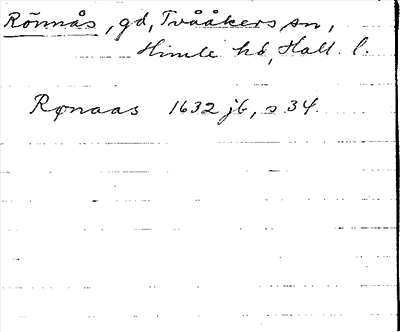 Rönnås, gd, Tvååkers sn,
Himle hd, Hall. l.
Rønaas 1632 jb, s 34.